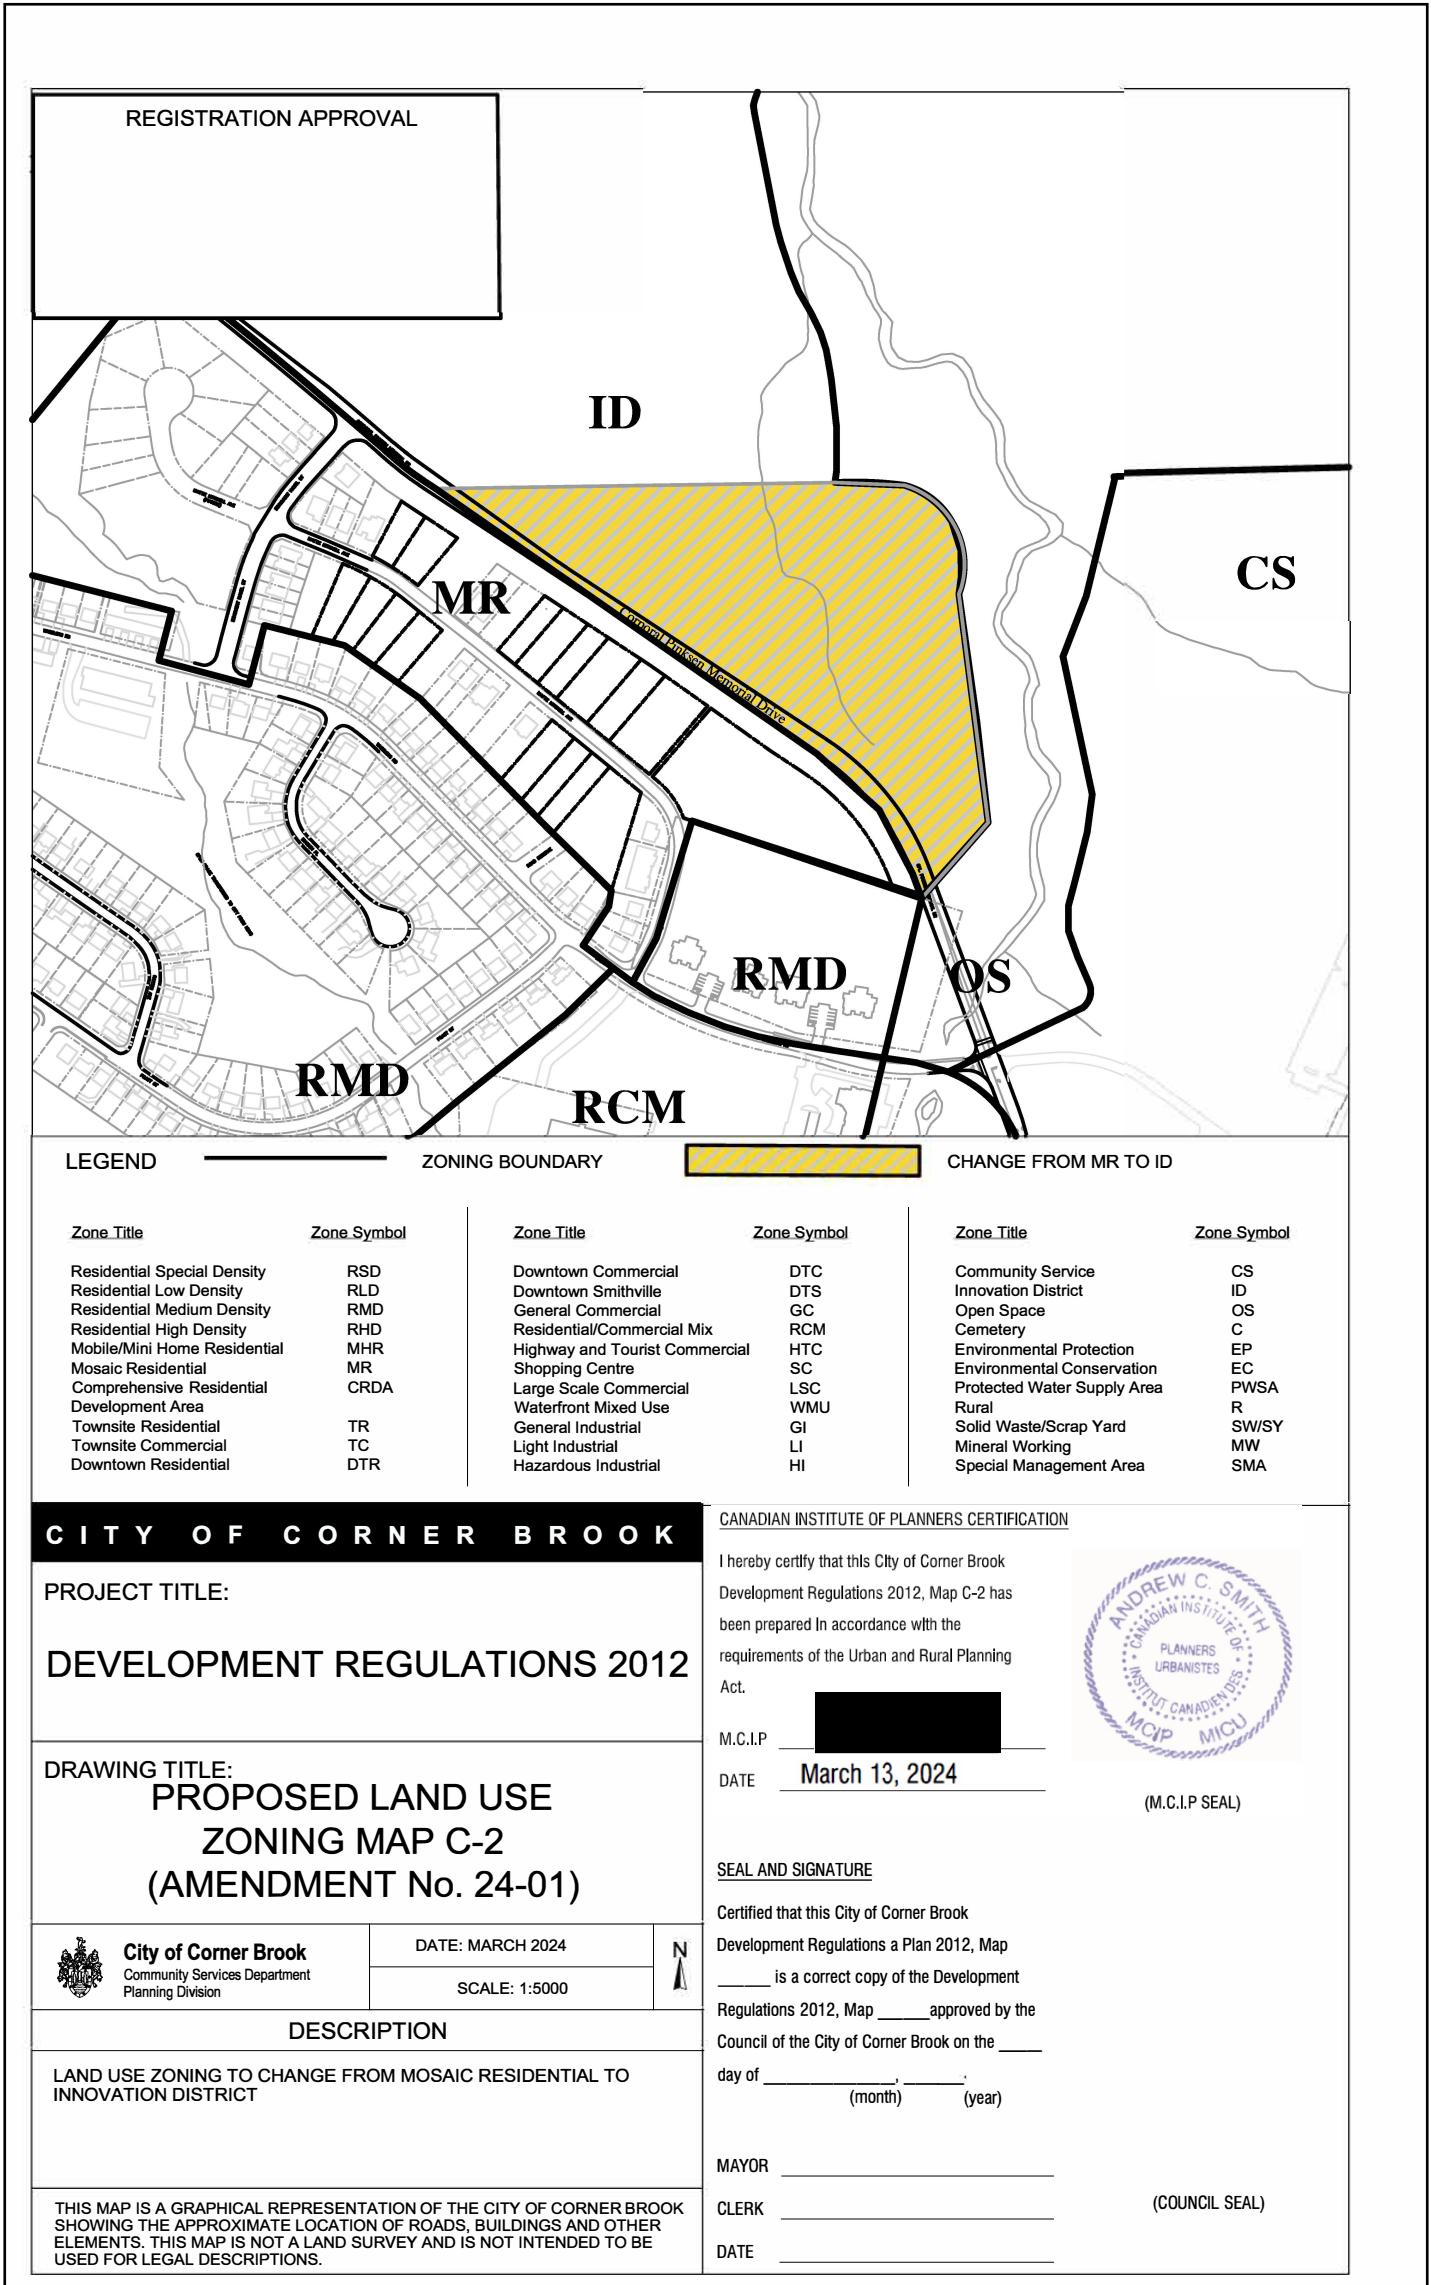 REGISTRATION APPROVAL
ID
CS
MR
Corporal Pinksen Memorial Drive
RMD
OS
RMD
RCM
LEGEND
ZONING BOUNDARY
CHANGE FROM MR TO ID
Zone Title Zone Symbol
Residential Special Density RSD
Residential Low Density RLD
Residential Medium Density RMD
Residential High Density RHD
Mobile/Mini Home Residential MHR
Mosaic Residential MR
Comprehensive Residential CRDA
Development Area
Townsite Residential TR
Townsite Commercial TC
Downtown Residential DTR
Zone Title Zone Symbol
Downtown Commercial DTC
Downtown Smithville DTS
General Commercial GC
Residential/Commercial Mix RCM
Highway and Tourist Commercial HTC
Shopping Centre SC
Large Scale Commercial LSC
Waterfront Mixed Use WMU
General Industrial GI
Light Industrial LI
Hazardous Industrial HI
Zone Title Zone Symbol
Community Service CS
Innovation District ID
Open Space OS
Cemetery C
Environmental Protection EP
Environmental Conservation EC
Protected Water Supply Area PWSA
Rural R
Solid Waste/Scrap Yard SW/SY
Mineral Working MW
Special Management Area SMA
CITY OF CORNER BROOK
PROJECT TITLE:
DEVELOPMENT REGULATIONS 2012
DRAWING TITLE:
PROPOSED LAND USE
ZONING MAP C-2
(AMENDMENT No. 24-01)
City of Corner Brook
Community Services Department
Planning Division
DATE: MARCH 2024
SCALE: 1:5000
N
DESCRIPTION
LAND USE ZONING TO CHANGE FROM MOSAIC RESIDENTIAL TO
INNOVATION DISTRICT
THIS MAP IS A GRAPHICAL REPRESENTATION OF THE CITY OF CORNER BROOK
SHOWING THE APPROXIMATE LOCATION OF ROADS, BUILDINGS AND OTHER
ELEMENTS. THIS MAP IS NOT A LAND SURVEY AND IS NOT INTENDED TO BE
USED FOR LEGAL DESCRIPTIONS.
CANADIAN INSTITUTE OF PLANNERS CERTIFICATION
I hereby certify that this City of Corner Brook
Development Regulations 2012, Map C-2 has
been prepared in accordance with the
requirements of the Urban and Rural Planning
Act.
M.C.I.P
DATE March 13, 2024
ANDREW C. SMITH
CANADIAN INSTITUTE OF
PLANNERS
URBANISTES
INSTITUT CANADIEN DES
MCIP MICU
(M.C.I.P SEAL)
SEAL AND SIGNATURE
Certified that this City of Corner Brook
Development Regulations a Plan 2012, Map
______ is a correct copy of the Development
Regulations 2012, Map ______approved by the
Council of the City of Corner Brook on the _____
day of _______________, _______.
(month) (year)
MAYOR
CLERK
DATE
(COUNCIL SEAL)